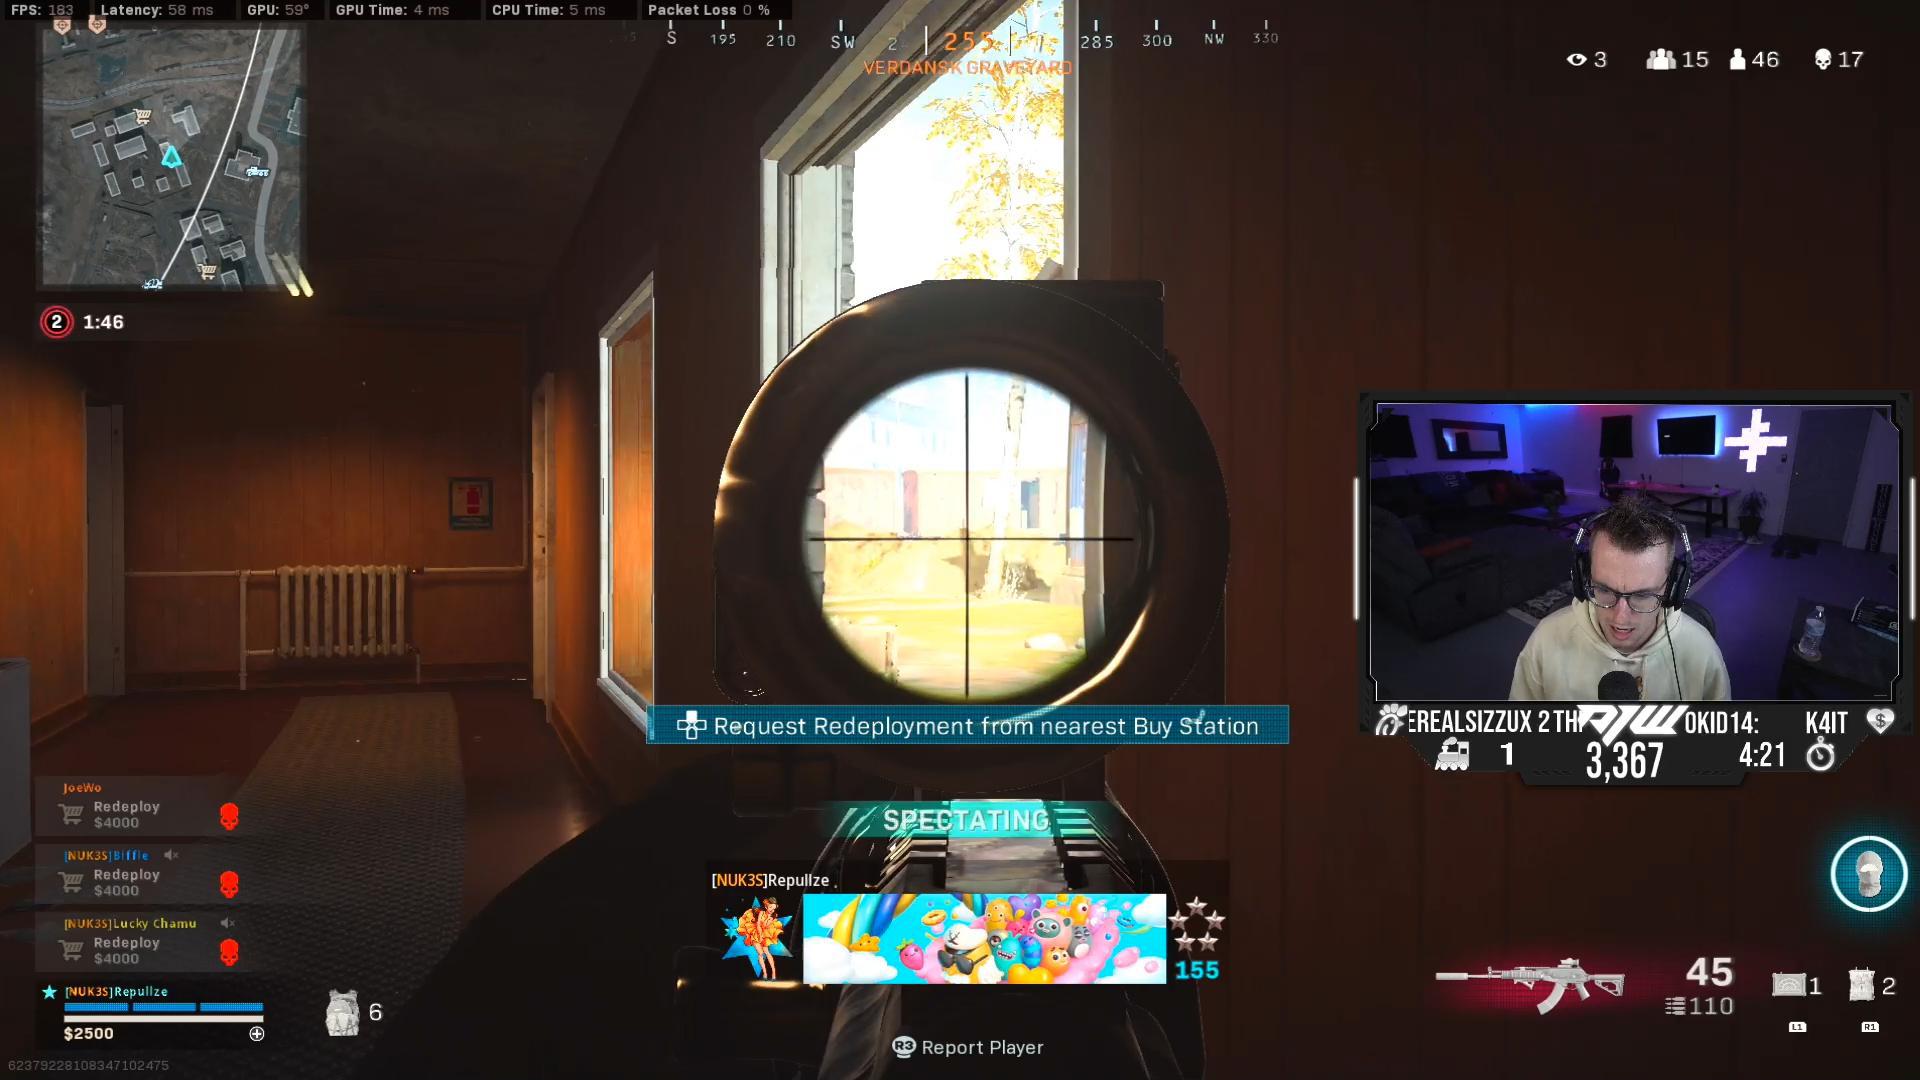 FPS: 183 Latency: 58 ms GPU: 59° GPU Time: 4 ms CPU Time: 5 ms Packet Loss 0 %
S 195 210 SW 255 285 300 NW 330
VERDANSK GRAVEYARD
3 15 46 17
2 1:46
Request Redeployment from nearest Buy Station
EREALSIZZUX 2 TH OKID14: K4IT
1 3,367 4:21
SPECTATING
JoeWo
Redeploy
$4000
[NUK3S]Biffle
Redeploy
$4000
[NUK3S]Lucky Chamu
Redeploy
$4000
[NUK3S]Repullze
$2500
6
[NUK3S]Repullze
155
R3 Report Player
45
110
1 2
L1 R1
62379228108347102475